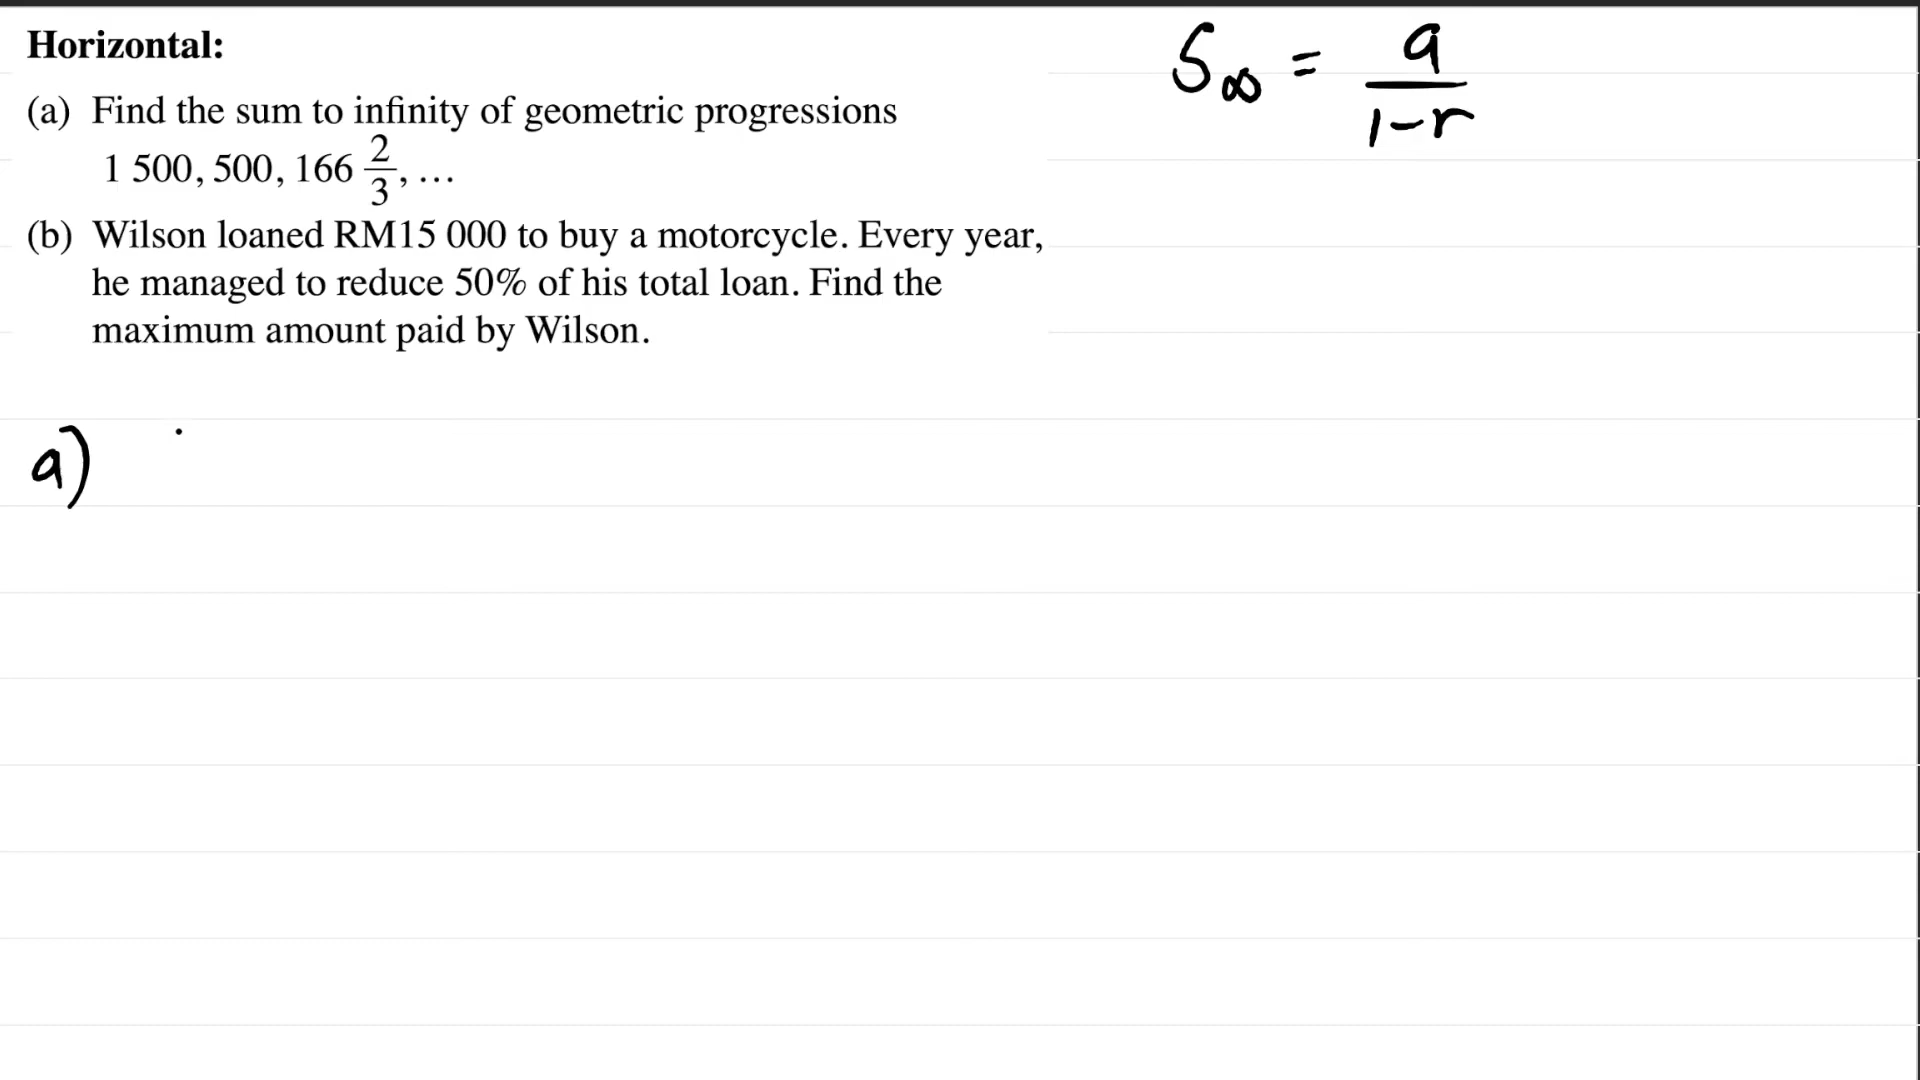 Horizontal:
S∞ = a/(1-r)
(a) Find the sum to infinity of geometric progressions
1 500, 500, 166 2/3, ...
(b) Wilson loaned RM15 000 to buy a motorcycle. Every year,
he managed to reduce 50% of his total loan. Find the
maximum amount paid by Wilson.
a)